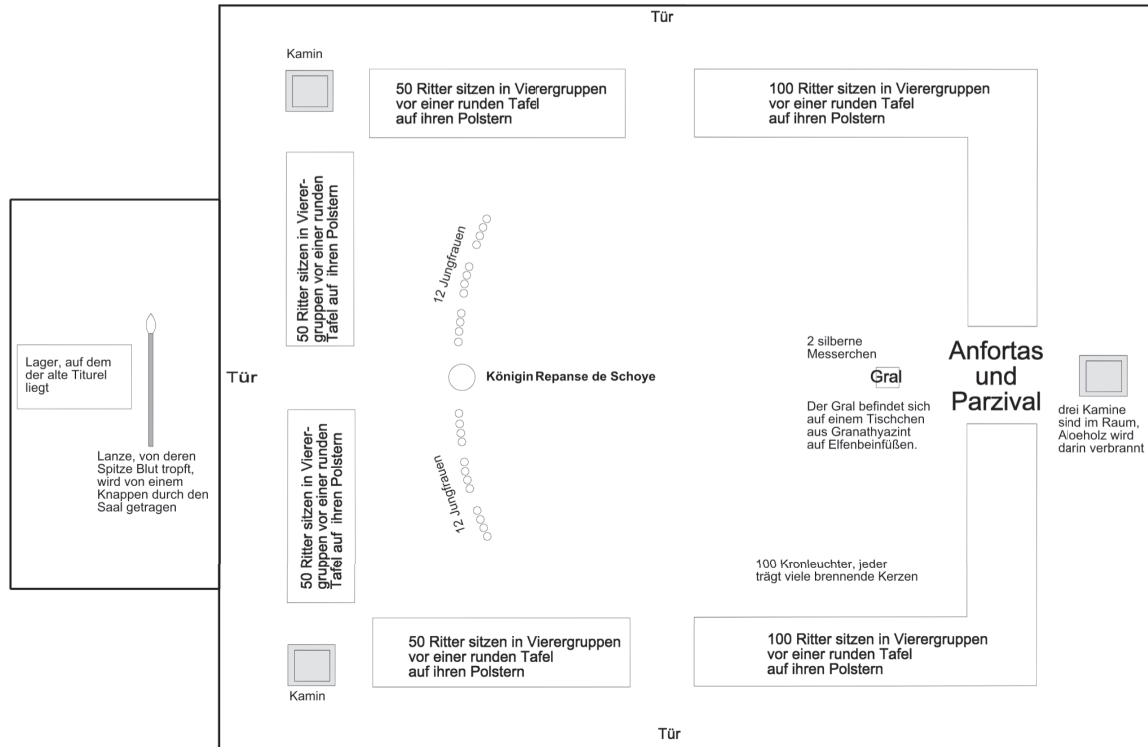 Tür
Kamin
50 Ritter sitzen in Vierergruppen
vor einer runden Tafel
auf ihren Polstern
100 Ritter sitzen in Vierergruppen
vor einer runden Tafel
auf ihren Polstern
50 Ritter sitzen in Vierer-
gruppen vor einer runden
Tafel auf ihren Polstern
12 Jungfrauen
Lager, auf dem
der alte Titurel
liegt
Lanze, von deren
Spitze Blut tropft,
wird von einem
Knappen durch den
Saal getragen
Tür
Königin Repanse de Schoye
2 silberne
Messerchen
Gral
Der Gral befindet sich
auf einem Tischchen
aus Granathyazint
auf Elfenbeinfüßen.
Anfortas
und
Parzival
drei Kamine
sind im Raum,
Aloeholz wird
darin verbrannt
50 Ritter sitzen in Vierer-
gruppen vor einer runden
Tafel auf ihren Polstern
12 Jungfrauen
100 Kronleuchter, jeder
trägt viele brennende Kerzen
50 Ritter sitzen in Vierergruppen
vor einer runden Tafel
auf ihren Polstern
100 Ritter sitzen in Vierergruppen
vor einer runden Tafel
auf ihren Polstern
Kamin
Tür